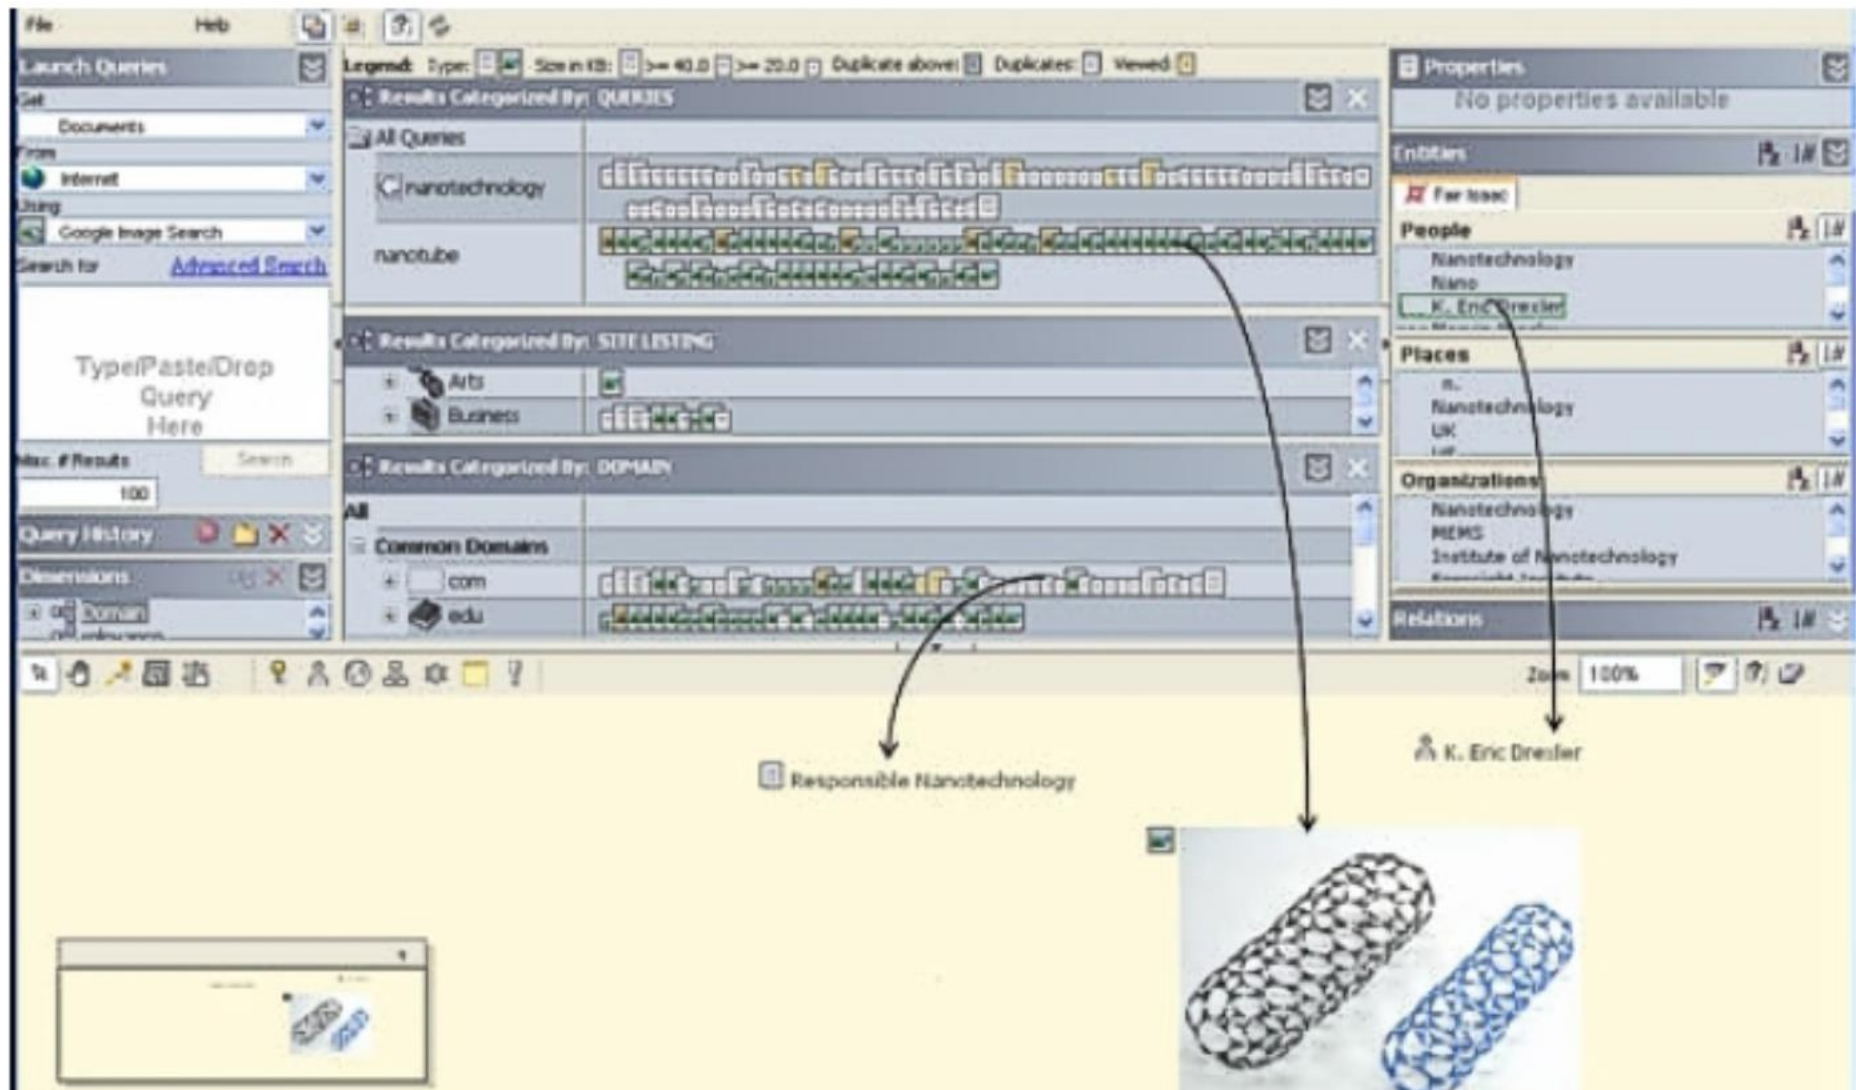 File Help
Launch Queries
Get
Documents
From
Internet
Using
Google Image Search
Search for Advanced Search
Type/Paste/Drop
Query
Here
Max. # Results Search
100
Query History
Dimensions
Domain
Legend: Type: Size in KB: >= 40.0 >= 20.0 Duplicate above: Duplicates: Viewed:
Results Categorized By: QUERIES
All Queries
nanotechnology
nanotube
Results Categorized By: SITE LISTING
Arts
Business
Results Categorized By: DOMAIN
All
Common Domains
com
edu
Properties
No properties available
Entities
Fair Isaac
People
Nanotechnology
Nano
K. Eric Drexler
Places
n.
Nanotechnology
UK
Organizations
Nanotechnology
MEMS
Institute of Nanotechnology
Relations
Zoom 100%
Responsible Nanotechnology
K. Eric Drexler